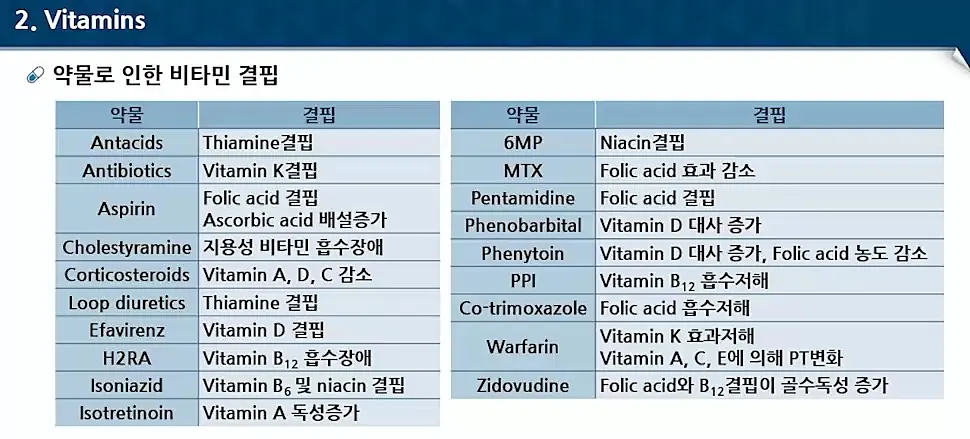 2. Vitamins
약물로 인한 비타민 결핍
약물 결핍
Antacids Thiamine결핍
Antibiotics Vitamin K결핍
Aspirin Folic acid 결핍
Ascorbic acid 배설증가
Cholestyramine 지용성 비타민 흡수장애
Corticosteroids Vitamin A, D, C 감소
Loop diuretics Thiamine 결핍
Efavirenz Vitamin D 결핍
H2RA Vitamin B₁₂ 흡수장애
Isoniazid Vitamin B₆ 및 niacin 결핍
Isotretinoin Vitamin A 독성증가
약물 결핍
6MP Niacin결핍
MTX Folic acid 효과 감소
Pentamidine Folic acid 결핍
Phenobarbital Vitamin D 대사 증가
Phenytoin Vitamin D 대사 증가, Folic acid 농도 감소
PPI Vitamin B₁₂ 흡수저해
Co-trimoxazole Folic acid 흡수저해
Warfarin Vitamin K 효과저해
Vitamin A, C, E에 의해 PT변화
Zidovudine Folic acid와 B₁₂결핍이 골수독성 증가